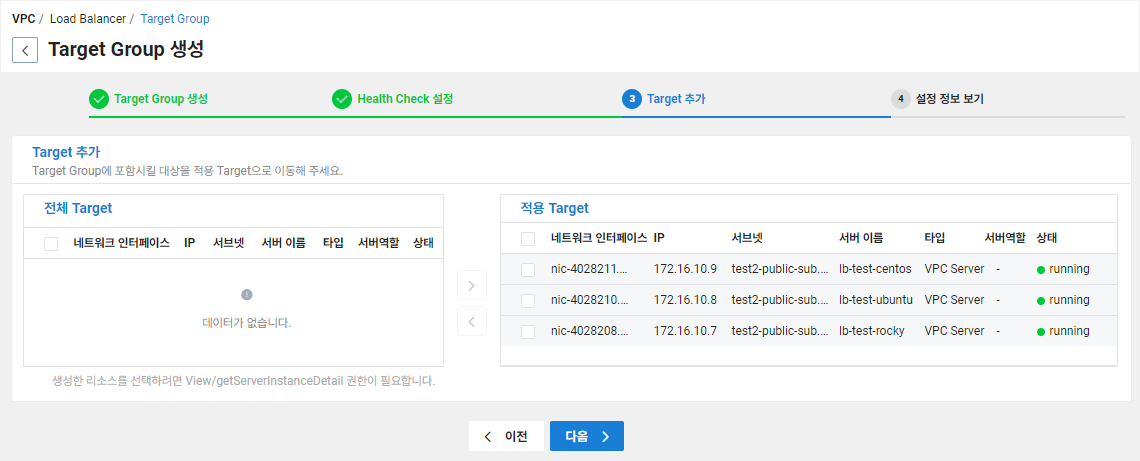 VPC / Load Balancer / Target Group
Target Group 생성
Target Group 생성
Health Check 설정
3 Target 추가
4 설정 정보 보기
Target 추가
Target Group에 포함시킬 대상을 적용 Target으로 이동해 주세요.
전체 Target
네트워크 인터페이스 IP 서브넷 서버 이름 타입 서버역할 상태
데이터가 없습니다.
생성한 리소스를 선택하려면 View/getServerInstanceDetail 권한이 필요합니다.
적용 Target
네트워크 인터페이스 IP 서브넷 서버 이름 타입 서버역할 상태
nic-4028211.... 172.16.10.9 test2-public-sub.... lb-test-centos VPC Server - running
nic-4028210.... 172.16.10.8 test2-public-sub.... lb-test-ubuntu VPC Server - running
nic-4028208.... 172.16.10.7 test2-public-sub.... lb-test-rocky VPC Server - running
이전
다음